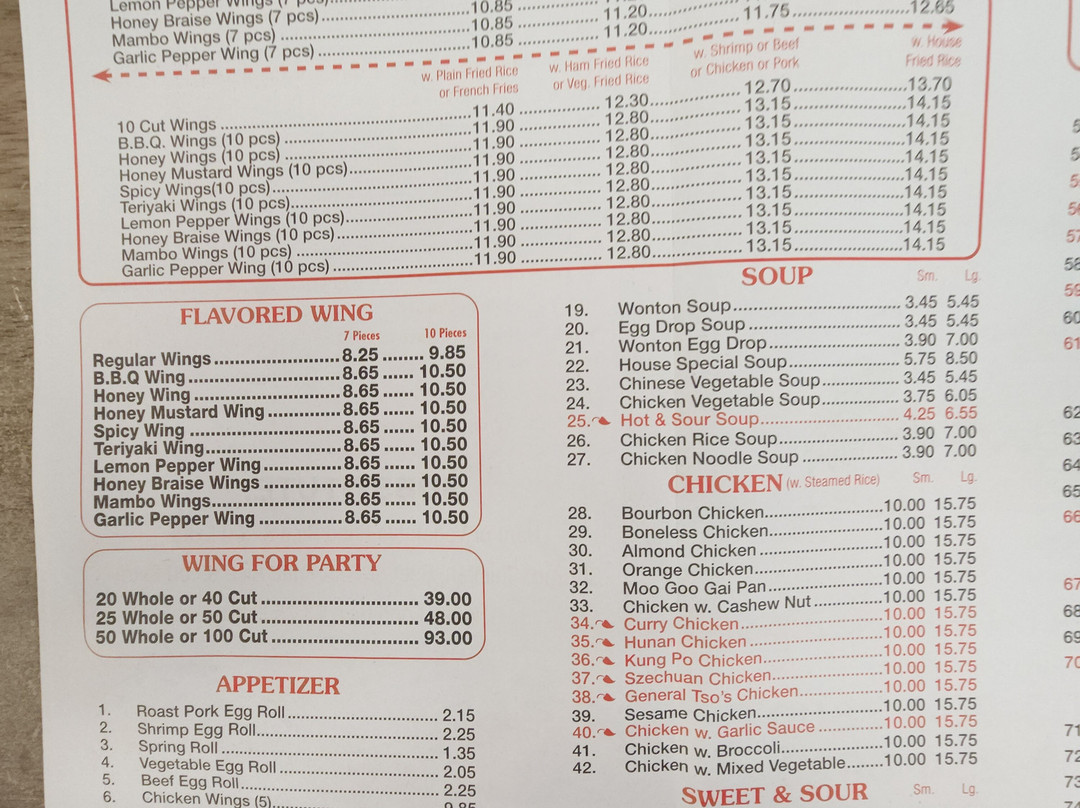 Lemon Pepper Wings (7 pcs) 10.85
Honey Braise Wings (7 pcs) 10.85 11.20 11.75 12.65
Mambo Wings (7 pcs) 10.85 11.20
Garlic Pepper Wing (7 pcs)
w. Plain Fried Rice or French Fries
w. Ham Fried Rice or Veg. Fried Rice
w. Shrimp or Beef or Chicken or Pork
w. House Fried Rice
10 Cut Wings 11.40 12.30 12.70 13.70
B.B.Q. Wings (10 pcs) 11.90 12.80 13.15 14.15
Honey Wings (10 pcs) 11.90 12.80 13.15 14.15
Honey Mustard Wings (10 pcs) 11.90 12.80 13.15 14.15
Spicy Wings(10 pcs) 11.90 12.80 13.15 14.15
Teriyaki Wings (10 pcs) 11.90 12.80 13.15 14.15
Lemon Pepper Wings (10 pcs) 11.90 12.80 13.15 14.15
Honey Braise Wings (10 pcs) 11.90 12.80 13.15 14.15
Mambo Wings (10 pcs) 11.90 12.80 13.15 14.15
Garlic Pepper Wing (10 pcs) 11.90 12.80 13.15 14.15
FLAVORED WING
7 Pieces 10 Pieces
Regular Wings 8.25 9.85
B.B.Q Wing 8.65 10.50
Honey Wing 8.65 10.50
Honey Mustard Wing 8.65 10.50
Spicy Wing 8.65 10.50
Teriyaki Wing 8.65 10.50
Lemon Pepper Wing 8.65 10.50
Honey Braise Wings 8.65 10.50
Mambo Wings 8.65 10.50
Garlic Pepper Wing 8.65 10.50
WING FOR PARTY
20 Whole or 40 Cut 39.00
25 Whole or 50 Cut 48.00
50 Whole or 100 Cut 93.00
APPETIZER
1. Roast Pork Egg Roll 2.15
2. Shrimp Egg Roll 2.25
3. Spring Roll 1.35
4. Vegetable Egg Roll 2.05
5. Beef Egg Roll 2.25
6. Chicken Wings (5)
SOUP Sm. Lg.
19. Wonton Soup 3.45 5.45
20. Egg Drop Soup 3.45 5.45
21. Wonton Egg Drop 3.90 7.00
22. House Special Soup 5.75 8.50
23. Chinese Vegetable Soup 3.45 5.45
24. Chicken Vegetable Soup 3.75 6.05
25. Hot & Sour Soup 4.25 6.55
26. Chicken Rice Soup 3.90 7.00
27. Chicken Noodle Soup 3.90 7.00
CHICKEN (w. Steamed Rice) Sm. Lg.
28. Bourbon Chicken 10.00 15.75
29. Boneless Chicken 10.00 15.75
30. Almond Chicken 10.00 15.75
31. Orange Chicken 10.00 15.75
32. Moo Goo Gai Pan 10.00 15.75
33. Chicken w. Cashew Nut 10.00 15.75
34. Curry Chicken 10.00 15.75
35. Hunan Chicken 10.00 15.75
36. Kung Po Chicken 10.00 15.75
37. Szechuan Chicken 10.00 15.75
38. General Tso's Chicken 10.00 15.75
39. Sesame Chicken 10.00 15.75
40. Chicken w. Garlic Sauce 10.00 15.75
41. Chicken w. Broccoli 10.00 15.75
42. Chicken w. Mixed Vegetable 10.00 15.75
SWEET & SOUR Sm. Lg.
56
57
58
59
60
61
62
63
64
65
66
67
68
69
70
71
72
73